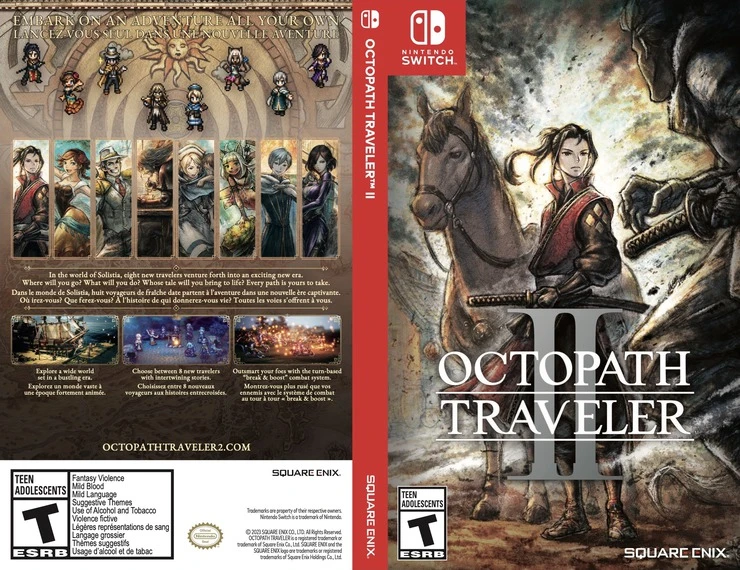 EMBARK ON AN ADVENTURE ALL YOUR OWN
LANCEZ-VOUS SEUL DANS UNE NOUVELLE AVENTURE
In the world of Solistia, eight new travelers venture forth into an exciting new era.
Where will you go? What will you do? Whose tale will you bring to life? Every path is yours to take.
Dans le monde de Solistia, huit voyageurs de fraîche date partent à l'aventure dans une nouvelle ère captivante.
Où irez-vous? Que ferez-vous? À l'histoire de qui donnerez-vous vie? Toutes les voies s'offrent à vous.
Explore a wide world
set in a bustling era.
Explorez un monde vaste à
une époque fortement animée.
Choose between 8 new travelers
with intertwining stories.
Choisissez entre 8 nouveaux
voyageurs aux histoires entrecroisées.
Outsmart your foes with the turn-based
"break & boost" combat system.
Montrez-vous plus rusé que vos
ennemis avec le système de combat
au tour à tour « break & boost ».
OCTOPATHTRAVELER2.COM
TEEN
ADOLESCENTS
T
ESRB
Fantasy Violence
Mild Blood
Mild Language
Suggestive Themes
Use of Alcohol and Tobacco
Violence fictive
Légères représentations de sang
Langage grossier
Thèmes suggestifs
Usage d'alcool et de tabac
Nintendo
SQUARE ENIX.
Trademarks are property of their respective owners.
Nintendo Switch is a trademark of Nintendo.
© 2023 SQUARE ENIX CO., LTD. All Rights Reserved.
OCTOPATH TRAVELER is a registered trademark or
trademark of Square Enix Co., Ltd. SQUARE ENIX and the
SQUARE ENIX logo are trademarks or registered
trademarks of Square Enix Holdings Co., Ltd.
OCTOPATH TRAVELER™ II
SQUARE ENIX.
NINTENDO
SWITCH™
OCTOPATH
TRAVELER
II
TEEN
ADOLESCENTS
T
ESRB
SQUARE ENIX.